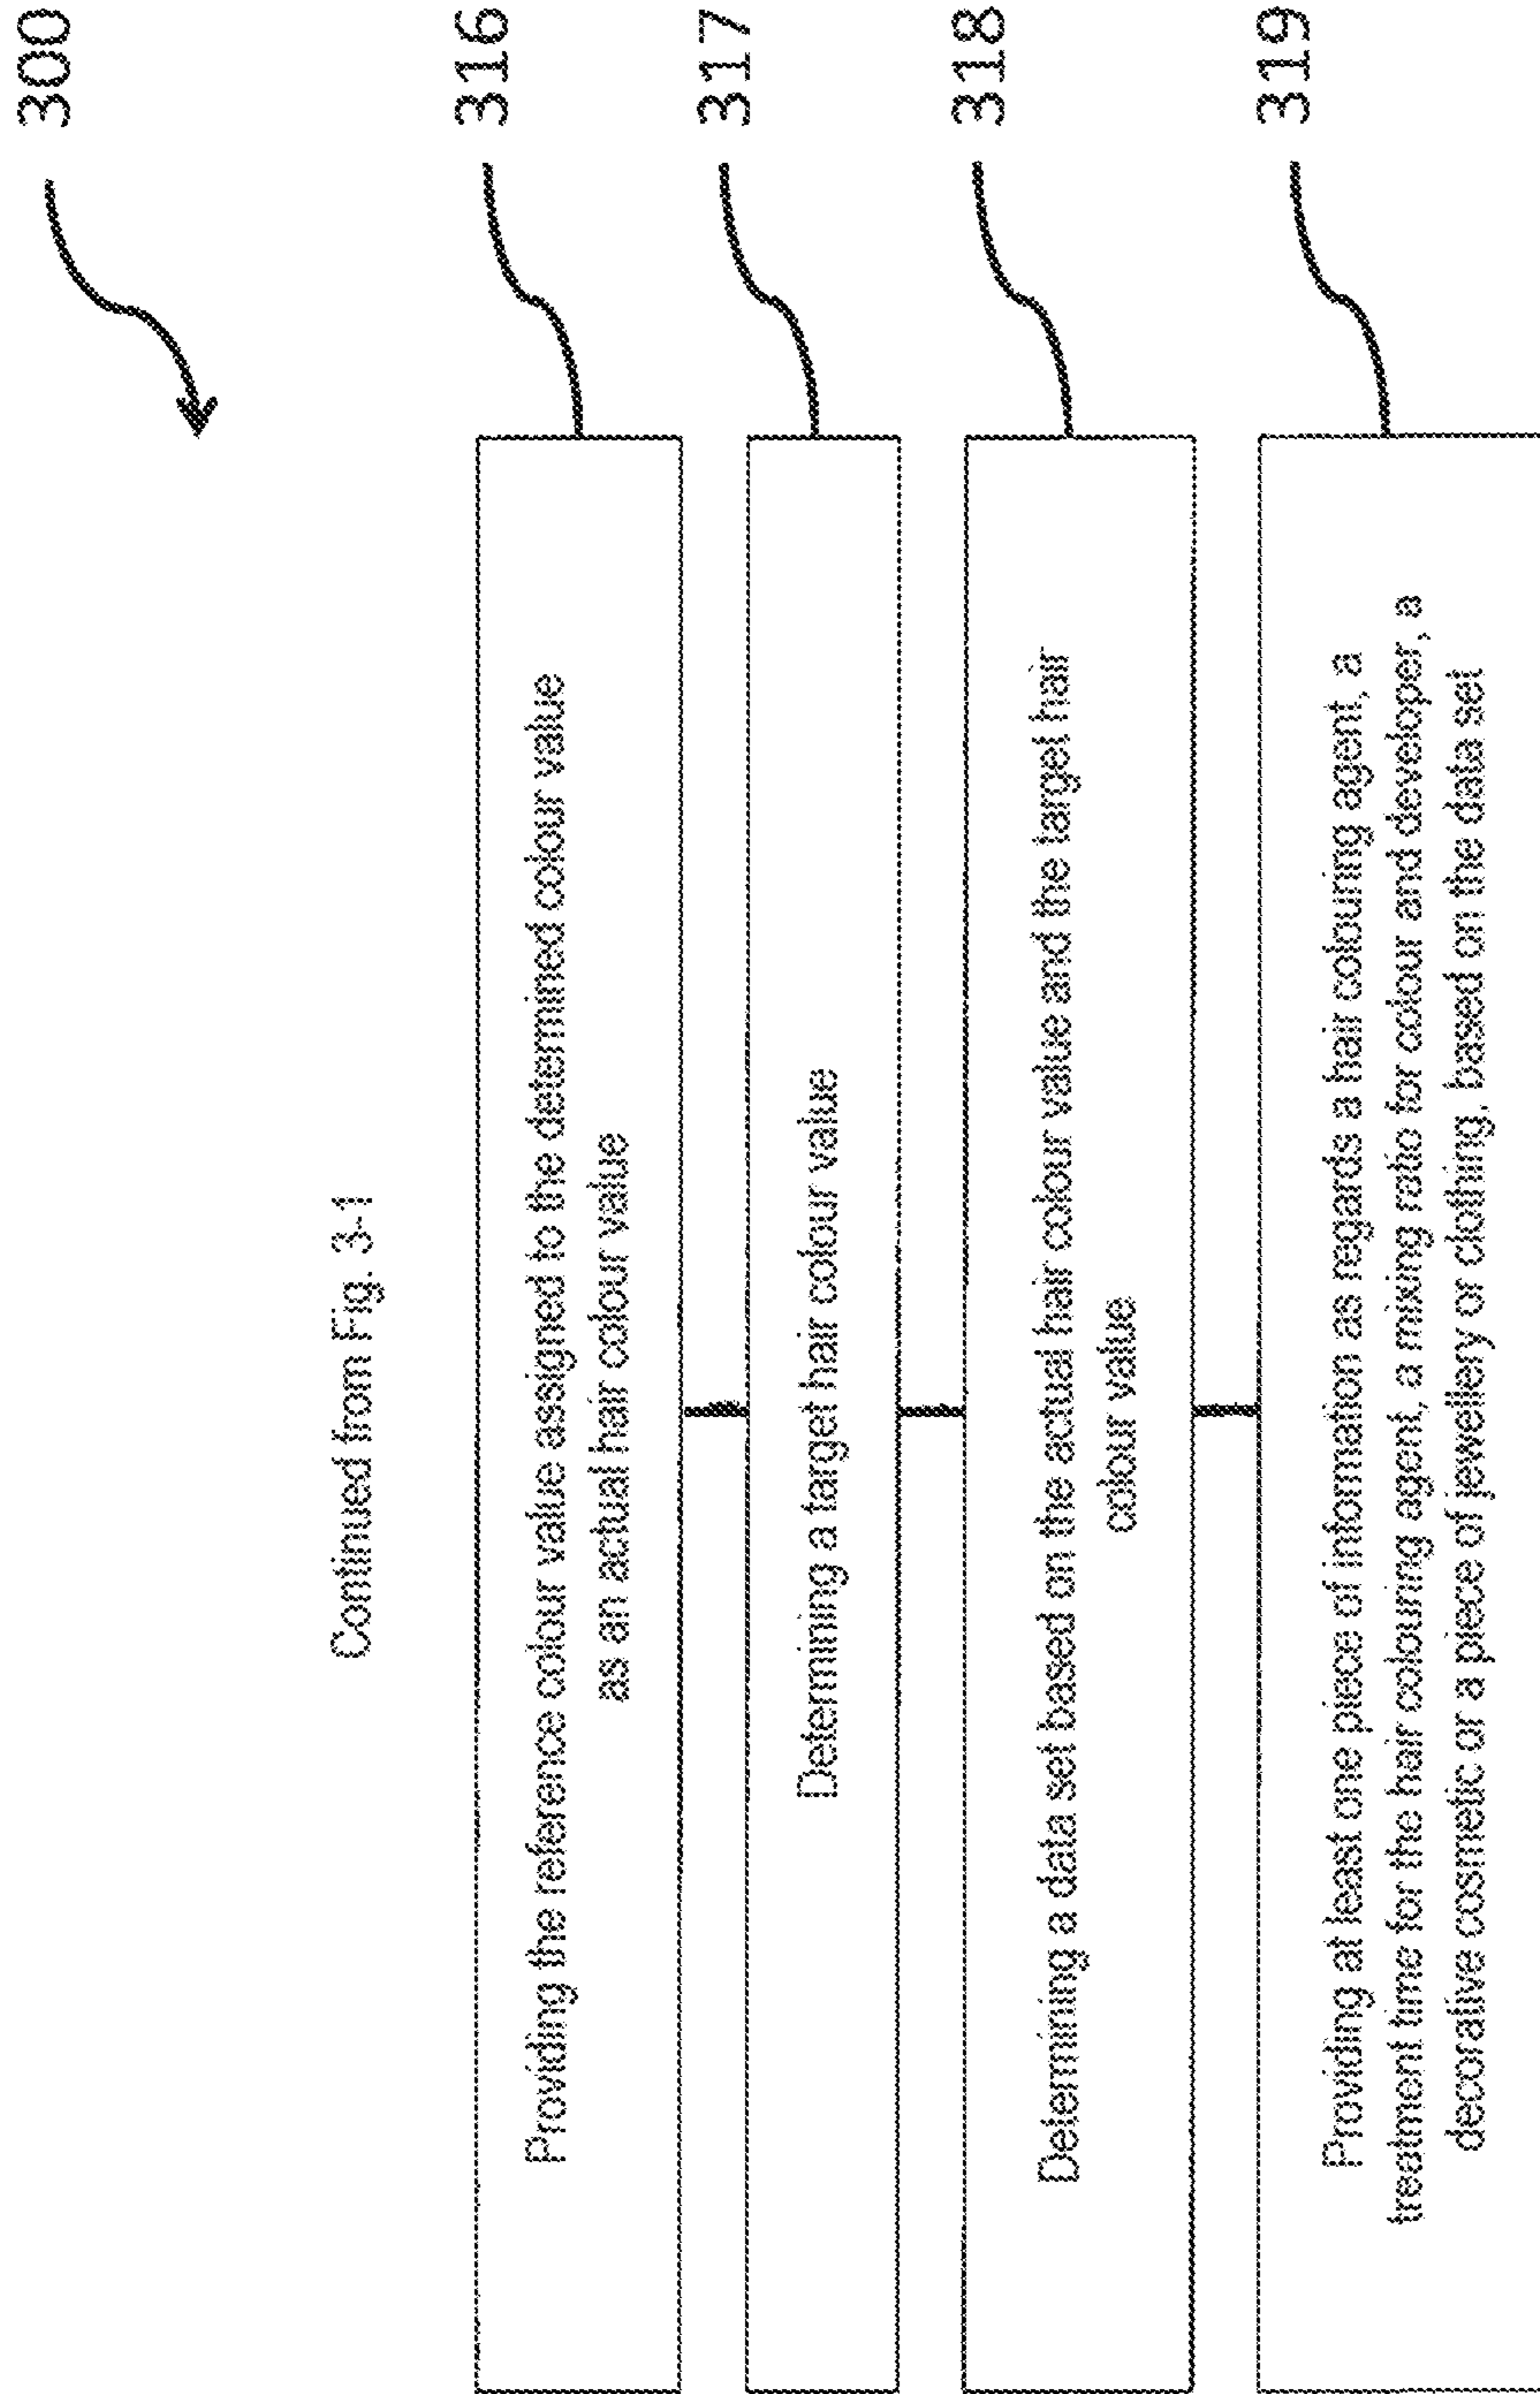 300
Continued from Fig. 3-1
316
Providing the reference colour value assigned to the determined colour value
as an actual hair colour value
317
Determining a target hair colour value
318
Determining a data set based on the actual hair colour value and the target hair
colour value
319
Providing at least one piece of information as regards a hair colouring agent, a
treatment time for the hair colouring agent, a mixing ratio for colour and developer, a
decorative cosmetic or a piece of jewellery or clothing, based on the data set